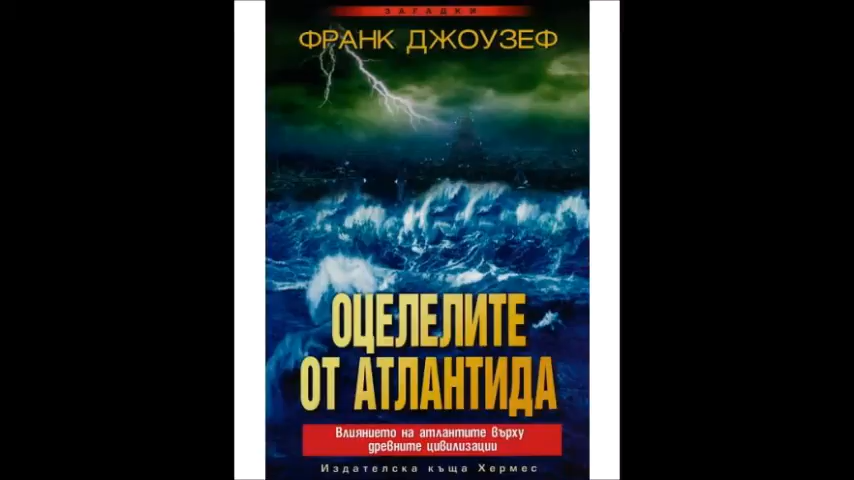 ЗАГАДКИ
ФРАНК ДЖОУЗЕФ
ОЦЕЛЕЛИТЕ
ОТ АТЛАНТИДА
Влиянието на атлантите върху
древните цивилизации
Издателска къща Хермес